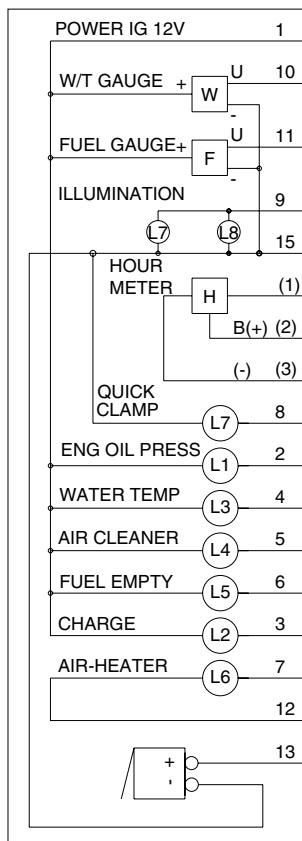 POWER IG 12V 1
W/T GAUGE + W U 10
-
FUEL GAUGE+ F U 11
-
ILLUMINATION 9
L7 L8
15
HOUR
METER H (1)
B(+) (2)
(-) (3)
QUICK
CLAMP L7 8
ENG OIL PRESS L1 2
WATER TEMP L3 4
AIR CLEANER L4 5
FUEL EMPTY L5 6
CHARGE L2 3
AIR-HEATER L6 7
12
+ 13
-